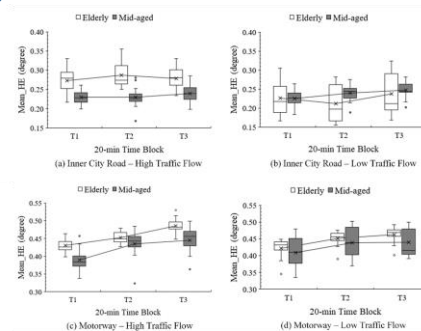 □Elderly ■Mid-aged
Mean_HE (degree)
0.40
0.35
0.30
0.25
0.20
0.15
T1 T2 T3
20-min Time Block
(a) Inner City Road – High Traffic Flow
□Elderly ■Mid-aged
Mean_HE (degree)
0.40
0.35
0.30
0.25
0.20
0.15
T1 T2 T3
20-min Time Block
(b) Inner City Road – Low Traffic Flow
□Elderly ■Mid-aged
Mean_HE (degree)
0.55
0.50
0.45
0.40
0.35
0.30
T1 T2 T3
20-min Time Block
(c) Motorway – High Traffic Flow
□Elderly ■Mid-aged
Mean_HE (degree)
0.55
0.50
0.45
0.40
0.35
0.30
T1 T2 T3
20-min Time Block
(d) Motorway – Low Traffic Flow